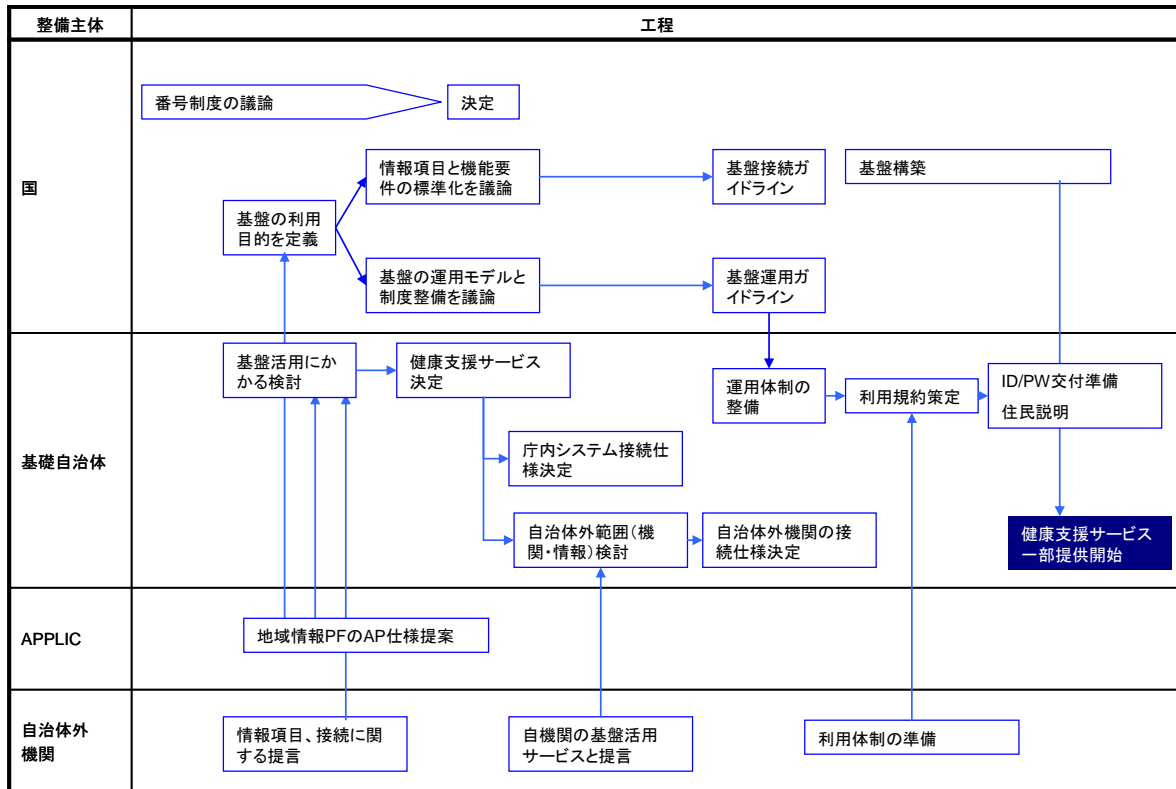 整備主体
工程
国
番号制度の議論
決定
情報項目と機能要
件の標準化を議論
基盤接続ガ
イドライン
基盤構築
基盤の利用
目的を定義
基盤の運用モデルと
制度整備を議論
基盤運用ガ
イドライン
基礎自治体
基盤活用にか
かる検討
健康支援サービス
決定
運用体制の
整備
利用規約策定
ID/PW交付準備
住民説明
庁内システム接続仕
様決定
自治体外範囲(機
関・情報)検討
自治体外機関の接
続仕様決定
健康支援サービス
一部提供開始
APPLIC
地域情報PFのAP仕様提案
自治体外
機関
情報項目、接続に関
する提言
自機関の基盤活用
サービスと提言
利用体制の準備